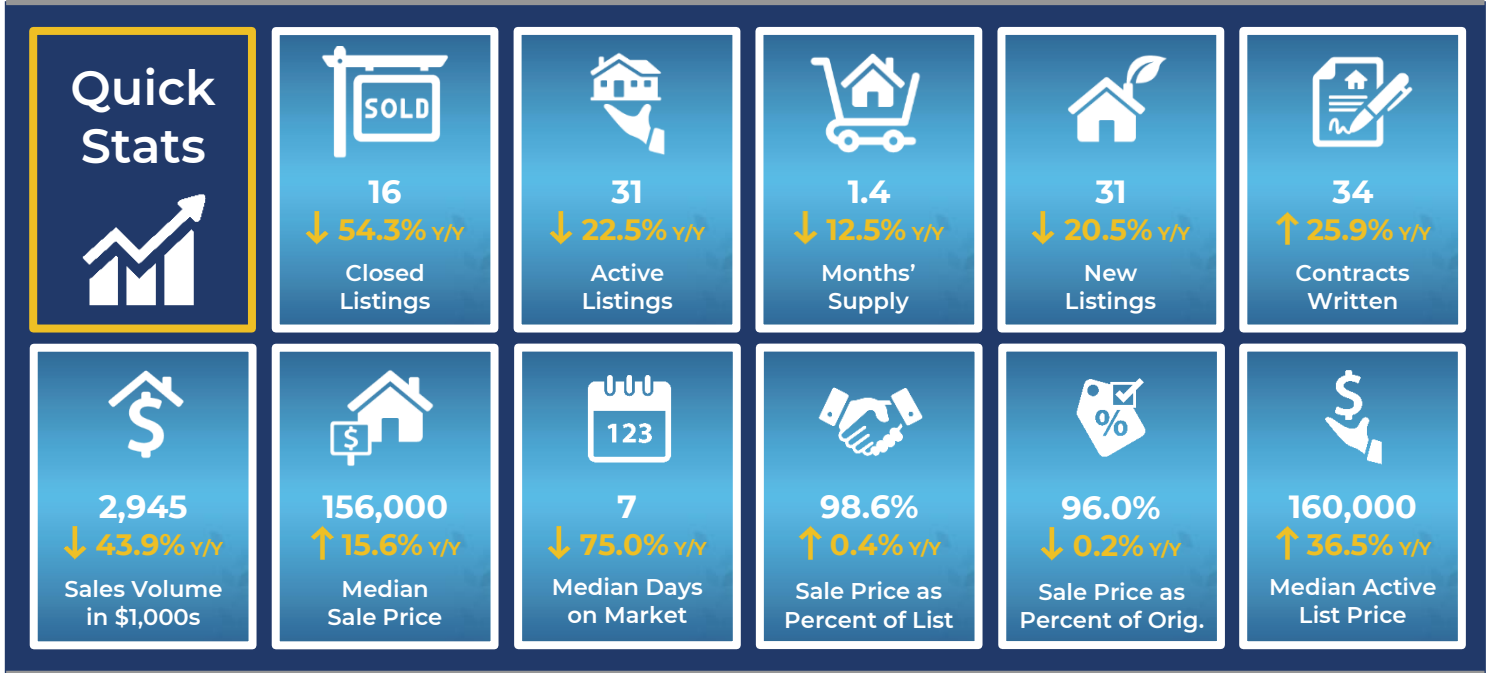 Quick
Stats
SOLD
16
↓ 54.3% Y/Y
Closed
Listings
31
↓ 22.5% Y/Y
Active
Listings
1.4
↓ 12.5% Y/Y
Months’
Supply
31
↓ 20.5% Y/Y
New
Listings
34
↑ 25.9% Y/Y
Contracts
Written
$
2,945
↓ 43.9% Y/Y
Sales Volume
in $1,000s
$
156,000
↑ 15.6% Y/Y
Median
Sale Price
123
7
↓ 75.0% Y/Y
Median Days
on Market
98.6%
↑ 0.4% Y/Y
Sale Price as
Percent of List
%
96.0%
↓ 0.2% Y/Y
Sale Price as
Percent of Orig.
$
160,000
↑ 36.5% Y/Y
Median Active
List Price